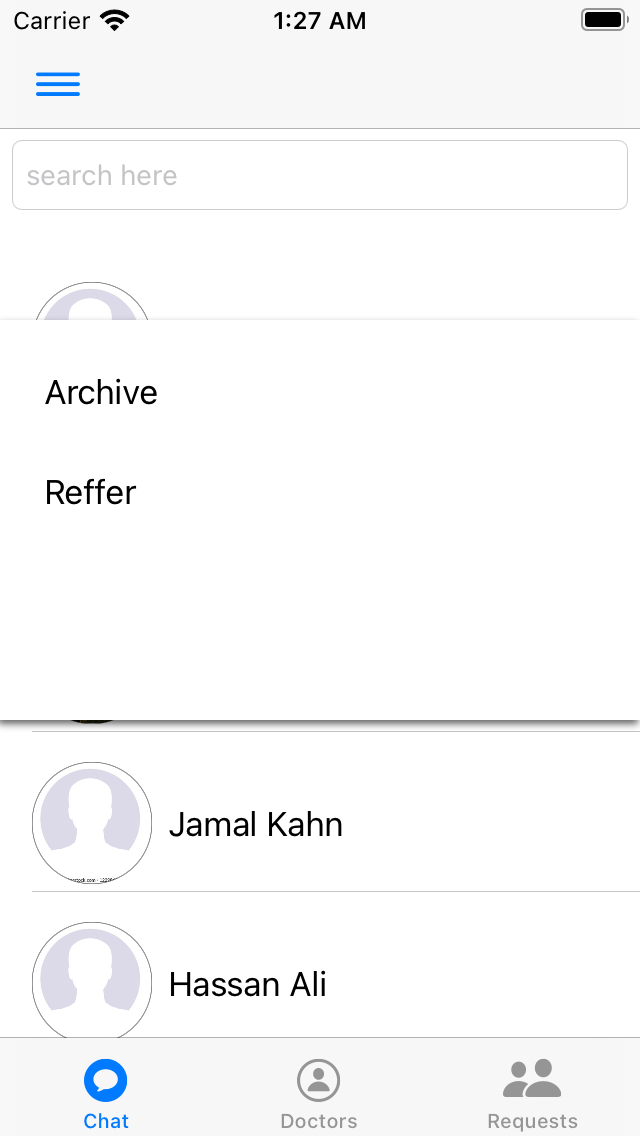 Carrier
1:27 AM
search here
Archive
Reffer
Jamal Kahn
Hassan Ali
Chat
Doctors
Requests